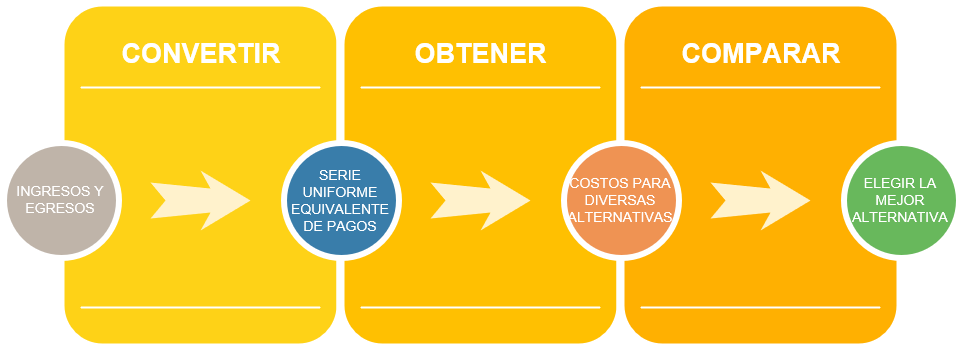 CONVERTIR
OBTENER
COMPARAR
INGRESOS Y
EGRESOS
SERIE
UNIFORME
EQUIVALENTE
DE PAGOS
COSTOS PARA
DIVERSAS
ALTERNATIVAS
ELEGIR LA
MEJOR
ALTERNATIVA